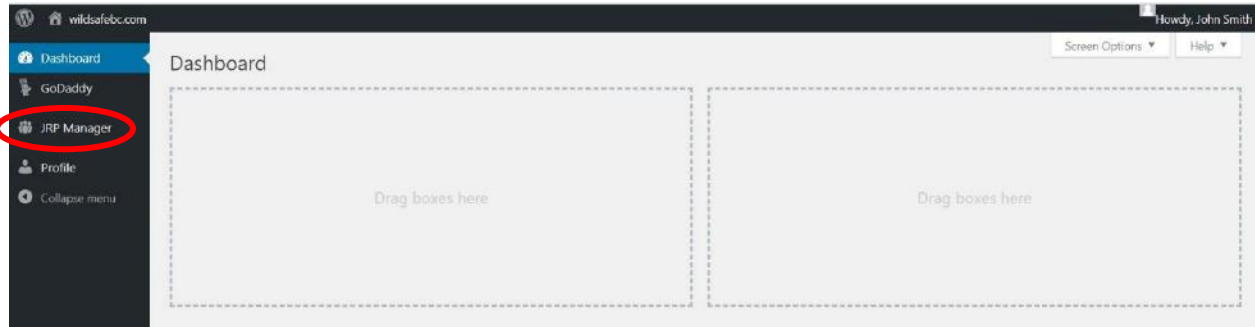 wildsafebc.com
Howdy, John Smith
Dashboard
GoDaddy
JRP Manager
Profile
Collapse menu
Screen Options ▼
Help ▼
Dashboard
Drag boxes here
Drag boxes here